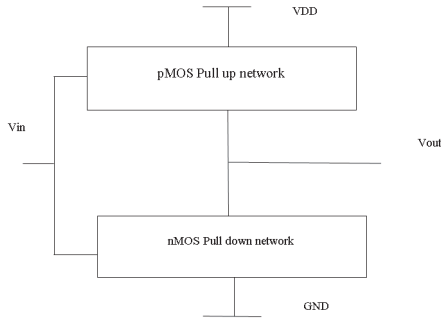 VDD
pMOS Pull up network
Vin
Vout
nMOS Pull down network
GND